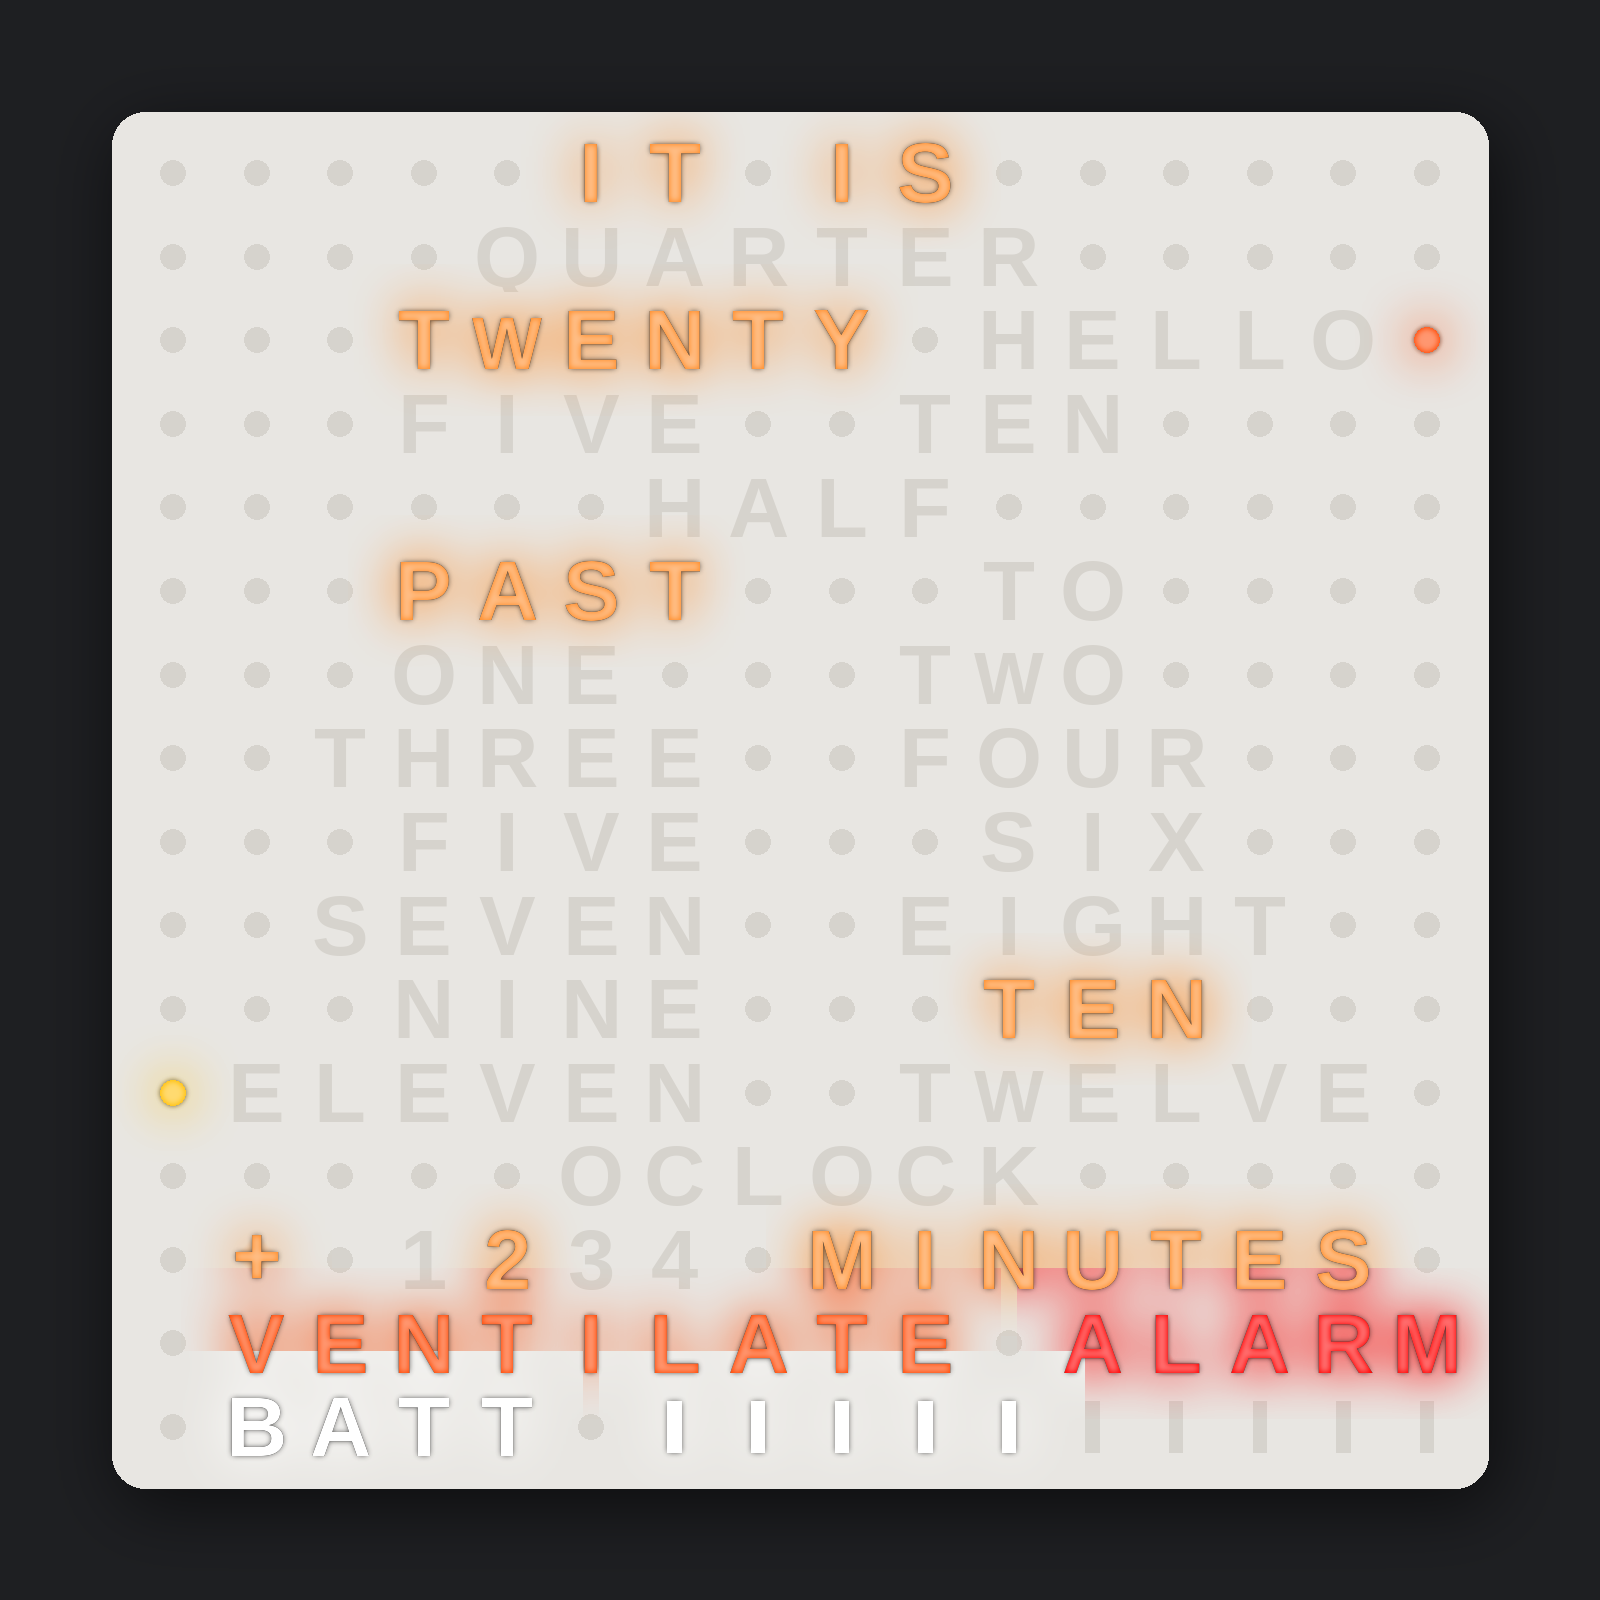 IT IS
QUARTER
TWENTY HELLO
FIVE TEN
HALF
PAST TO
ONE TWO
THREE FOUR
FIVE SIX
SEVEN EIGHT
NINE TEN
ELEVEN TWELVE
OCLOCK
+ 1 2 3 4 MINUTES
VENTILATE ALARM
BATT I I I I I I I I I I